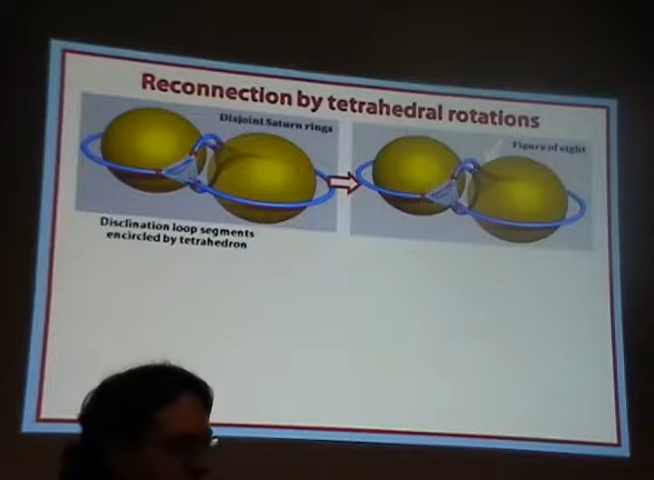 Reconnection by tetrahedral rotations
Disjoint Saturn rings
Figure of eight
Disclination loop segments
encircled by tetrahedron